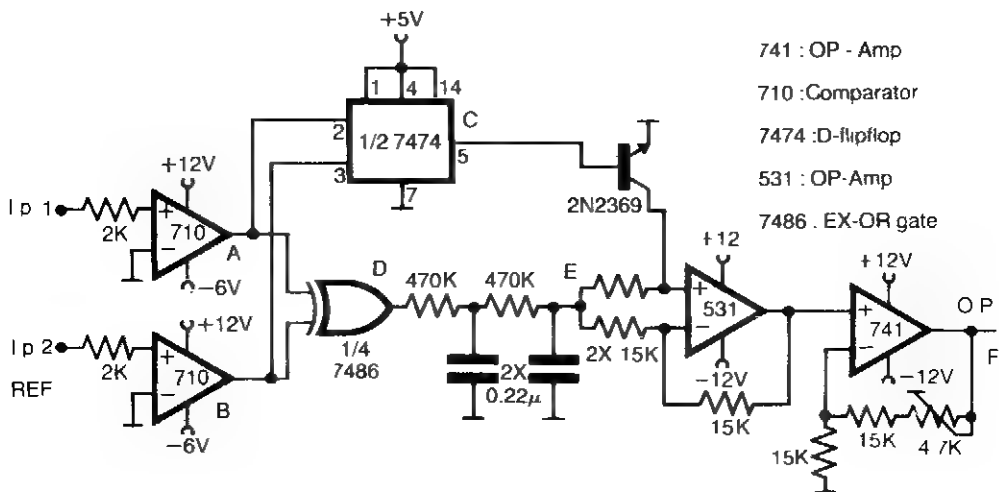 +5V
741 : OP - Amp
1 4 14
710 :Comparator
C
1/2 7474
2
5
3
7474 :D-flipflop
7
531 : OP-Amp
+12V
2N2369
7486 . EX-OR gate
I p 1
+
710
2K
−
A
+12
−6V
D
470K
470K
E
+12V
+
531
−
+
741
−
O P
F
I p 2
+12V
1/4
7486
2X 15K
REF
2K
+
710
−
B
2X
0.22µ
−12V
−12V
15K
−6V
15K
4 7K
15K